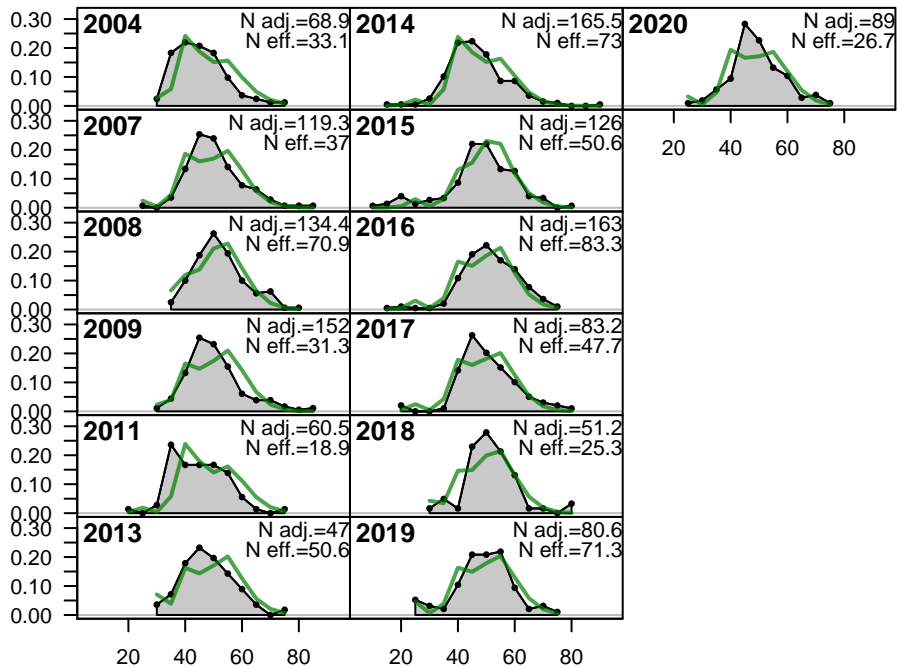 0.30
0.20
0.10
0.00
2004
N adj.=68.9
N eff.=33.1
2014
N adj.=165.5
N eff.=73
2020
N adj.=89
N eff.=26.7
20 40 60 80
0.30
0.20
0.10
0.00
2007
N adj.=119.3
N eff.=37
2015
N adj.=126
N eff.=50.6
0.30
0.20
0.10
0.00
2008
N adj.=134.4
N eff.=70.9
2016
N adj.=163
N eff.=83.3
0.30
0.20
0.10
0.00
2009
N adj.=152
N eff.=31.3
2017
N adj.=83.2
N eff.=47.7
0.30
0.20
0.10
0.00
2011
N adj.=60.5
N eff.=18.9
2018
N adj.=51.2
N eff.=25.3
0.30
0.20
0.10
0.00
2013
N adj.=47
N eff.=50.6
2019
N adj.=80.6
N eff.=71.3
20 40 60 80
20 40 60 80